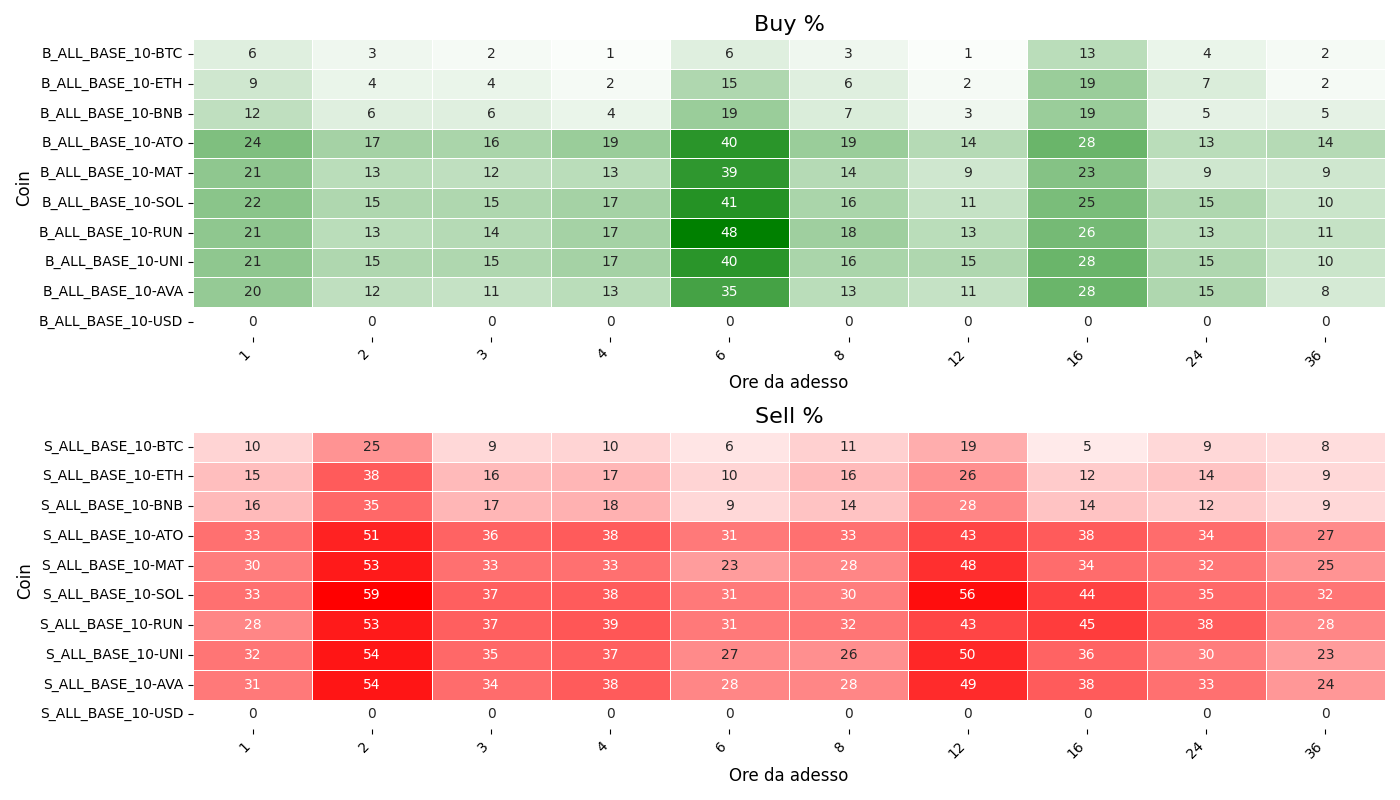 Buy %
Coin
B_ALL_BASE_10-BTC 6 3 2 1 6 3 1 13 4 2
B_ALL_BASE_10-ETH 9 4 4 2 15 6 2 19 7 2
B_ALL_BASE_10-BNB 12 6 6 4 19 7 3 19 5 5
B_ALL_BASE_10-ATO 24 17 16 19 40 19 14 28 13 14
B_ALL_BASE_10-MAT 21 13 12 13 39 14 9 23 9 9
B_ALL_BASE_10-SOL 22 15 15 17 41 16 11 25 15 10
B_ALL_BASE_10-RUN 21 13 14 17 48 18 13 26 13 11
B_ALL_BASE_10-UNI 21 15 15 17 40 16 15 28 15 10
B_ALL_BASE_10-AVA 20 12 11 13 35 13 11 28 15 8
B_ALL_BASE_10-USD 0 0 0 0 0 0 0 0 0 0
1 2 3 4 6 8 12 16 24 36
Ore da adesso
Sell %
Coin
S_ALL_BASE_10-BTC 10 25 9 10 6 11 19 5 9 8
S_ALL_BASE_10-ETH 15 38 16 17 10 16 26 12 14 9
S_ALL_BASE_10-BNB 16 35 17 18 9 14 28 14 12 9
S_ALL_BASE_10-ATO 33 51 36 38 31 33 43 38 34 27
S_ALL_BASE_10-MAT 30 53 33 33 23 28 48 34 32 25
S_ALL_BASE_10-SOL 33 59 37 38 31 30 56 44 35 32
S_ALL_BASE_10-RUN 28 53 37 39 31 32 43 45 38 28
S_ALL_BASE_10-UNI 32 54 35 37 27 26 50 36 30 23
S_ALL_BASE_10-AVA 31 54 34 38 28 28 49 38 33 24
S_ALL_BASE_10-USD 0 0 0 0 0 0 0 0 0 0
1 2 3 4 6 8 12 16 24 36
Ore da adesso